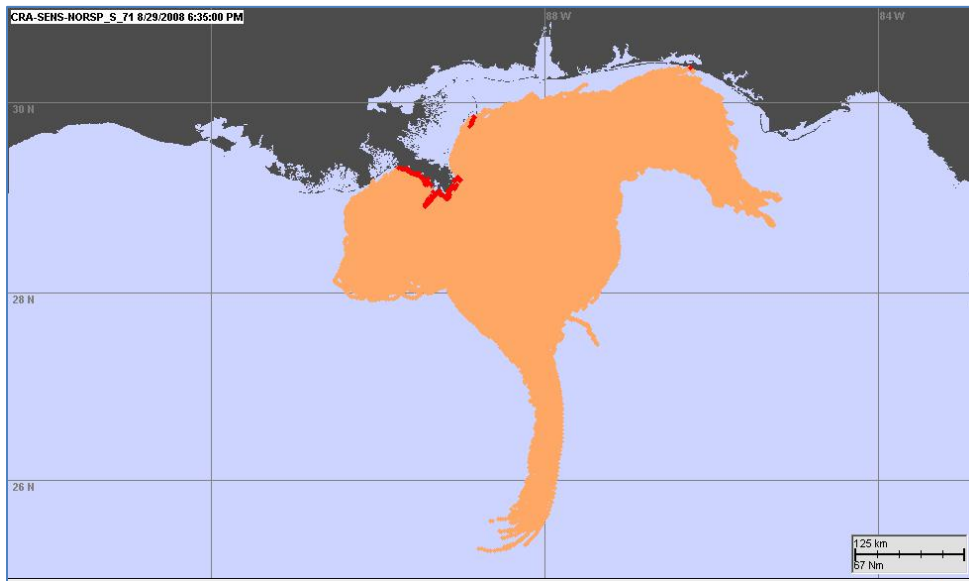 CRA-SENS-NORSP_S_71 8/29/2008 6:35:00 PM
88 W
84 W
30 N
28 N
26 N
125 km
67 Nm